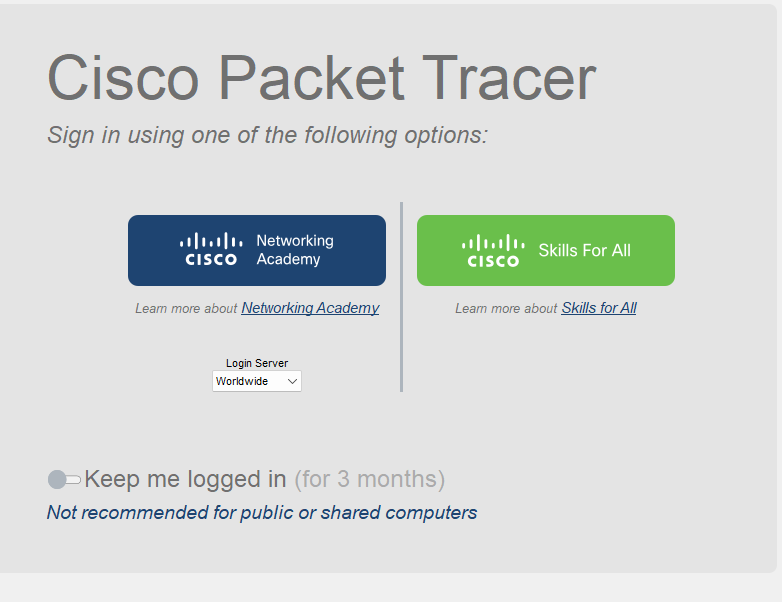 Cisco Packet Tracer
Sign in using one of the following options:
CISCO
Networking
Academy
CISCO
Skills For All
Learn more about Networking Academy
Learn more about Skills for All
Login Server
Worldwide
Keep me logged in (for 3 months)
Not recommended for public or shared computers